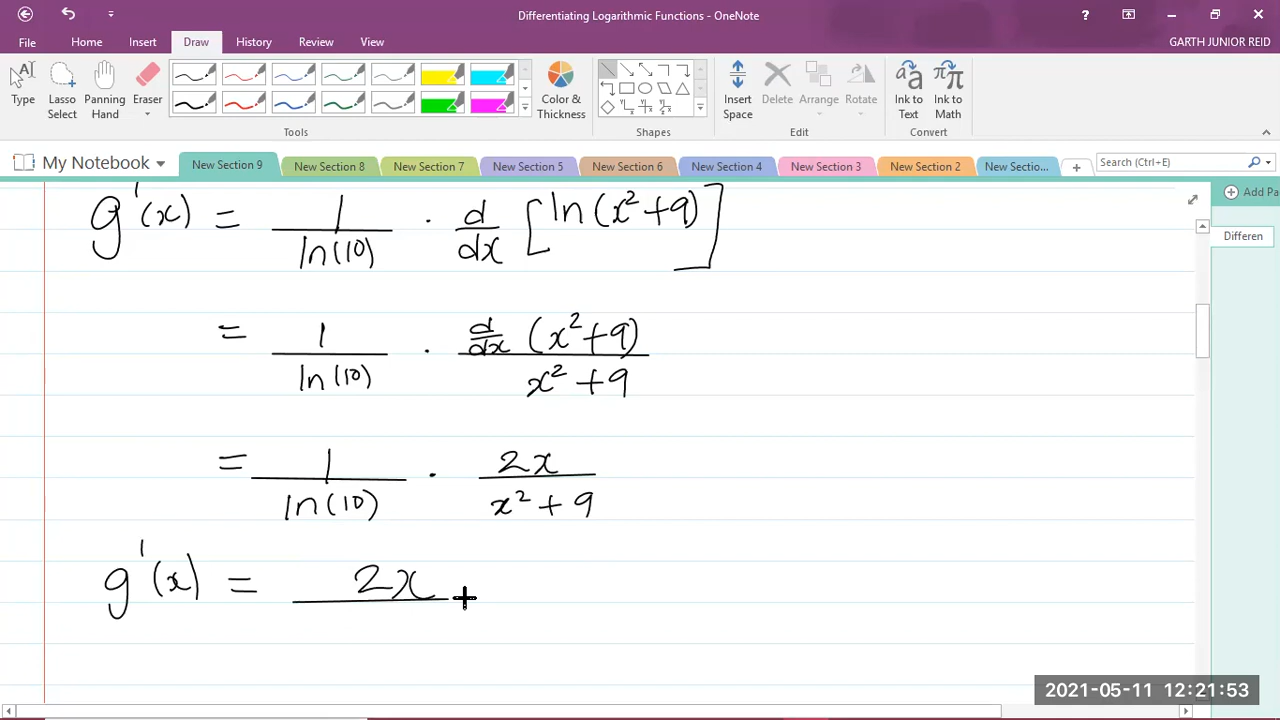 Differentiating Logarithmic Functions - OneNote
File Home Insert Draw History Review View GARTH JUNIOR REID
Type Lasso Select Panning Hand Eraser Color & Thickness Insert Space Delete Arrange Rotate Ink to Text Ink to Math
Tools Shapes Edit Convert
My Notebook New Section 9 New Section 8 New Section 7 New Section 5 New Section 6 New Section 4 New Section 3 New Section 2 New Sectio... Search (Ctrl+E)
Add Pa
Differen
g'(x) = 1/ln(10) · d/dx [ln(x²+9)]
= 1/ln(10) · d/dx (x²+9)/x²+9
= 1/ln(10) · 2x/x²+9
g'(x) = 2x
2021-05-11 12:21:53